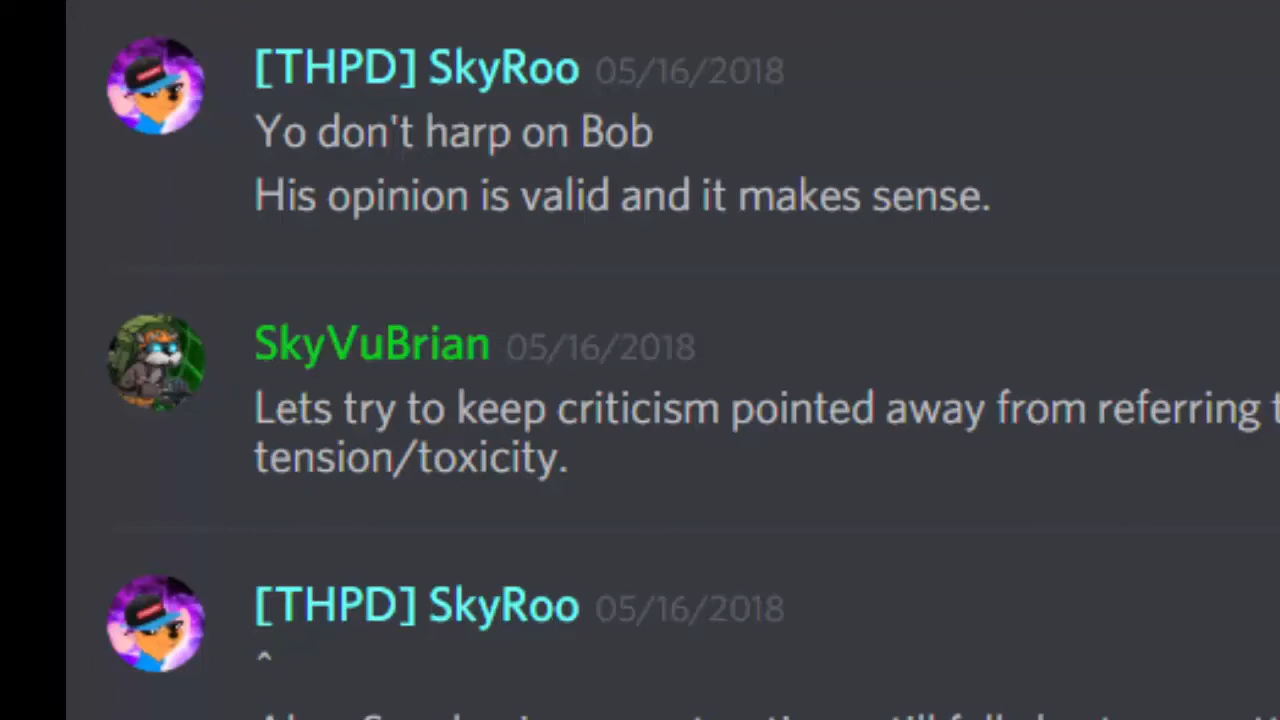 [THPD] SkyRoo 05/16/2018
Yo don't harp on Bob
His opinion is valid and it makes sense.
SkyVuBrian 05/16/2018
Lets try to keep criticism pointed away from referring
tension/toxicity.
[THPD] SkyRoo 05/16/2018
^